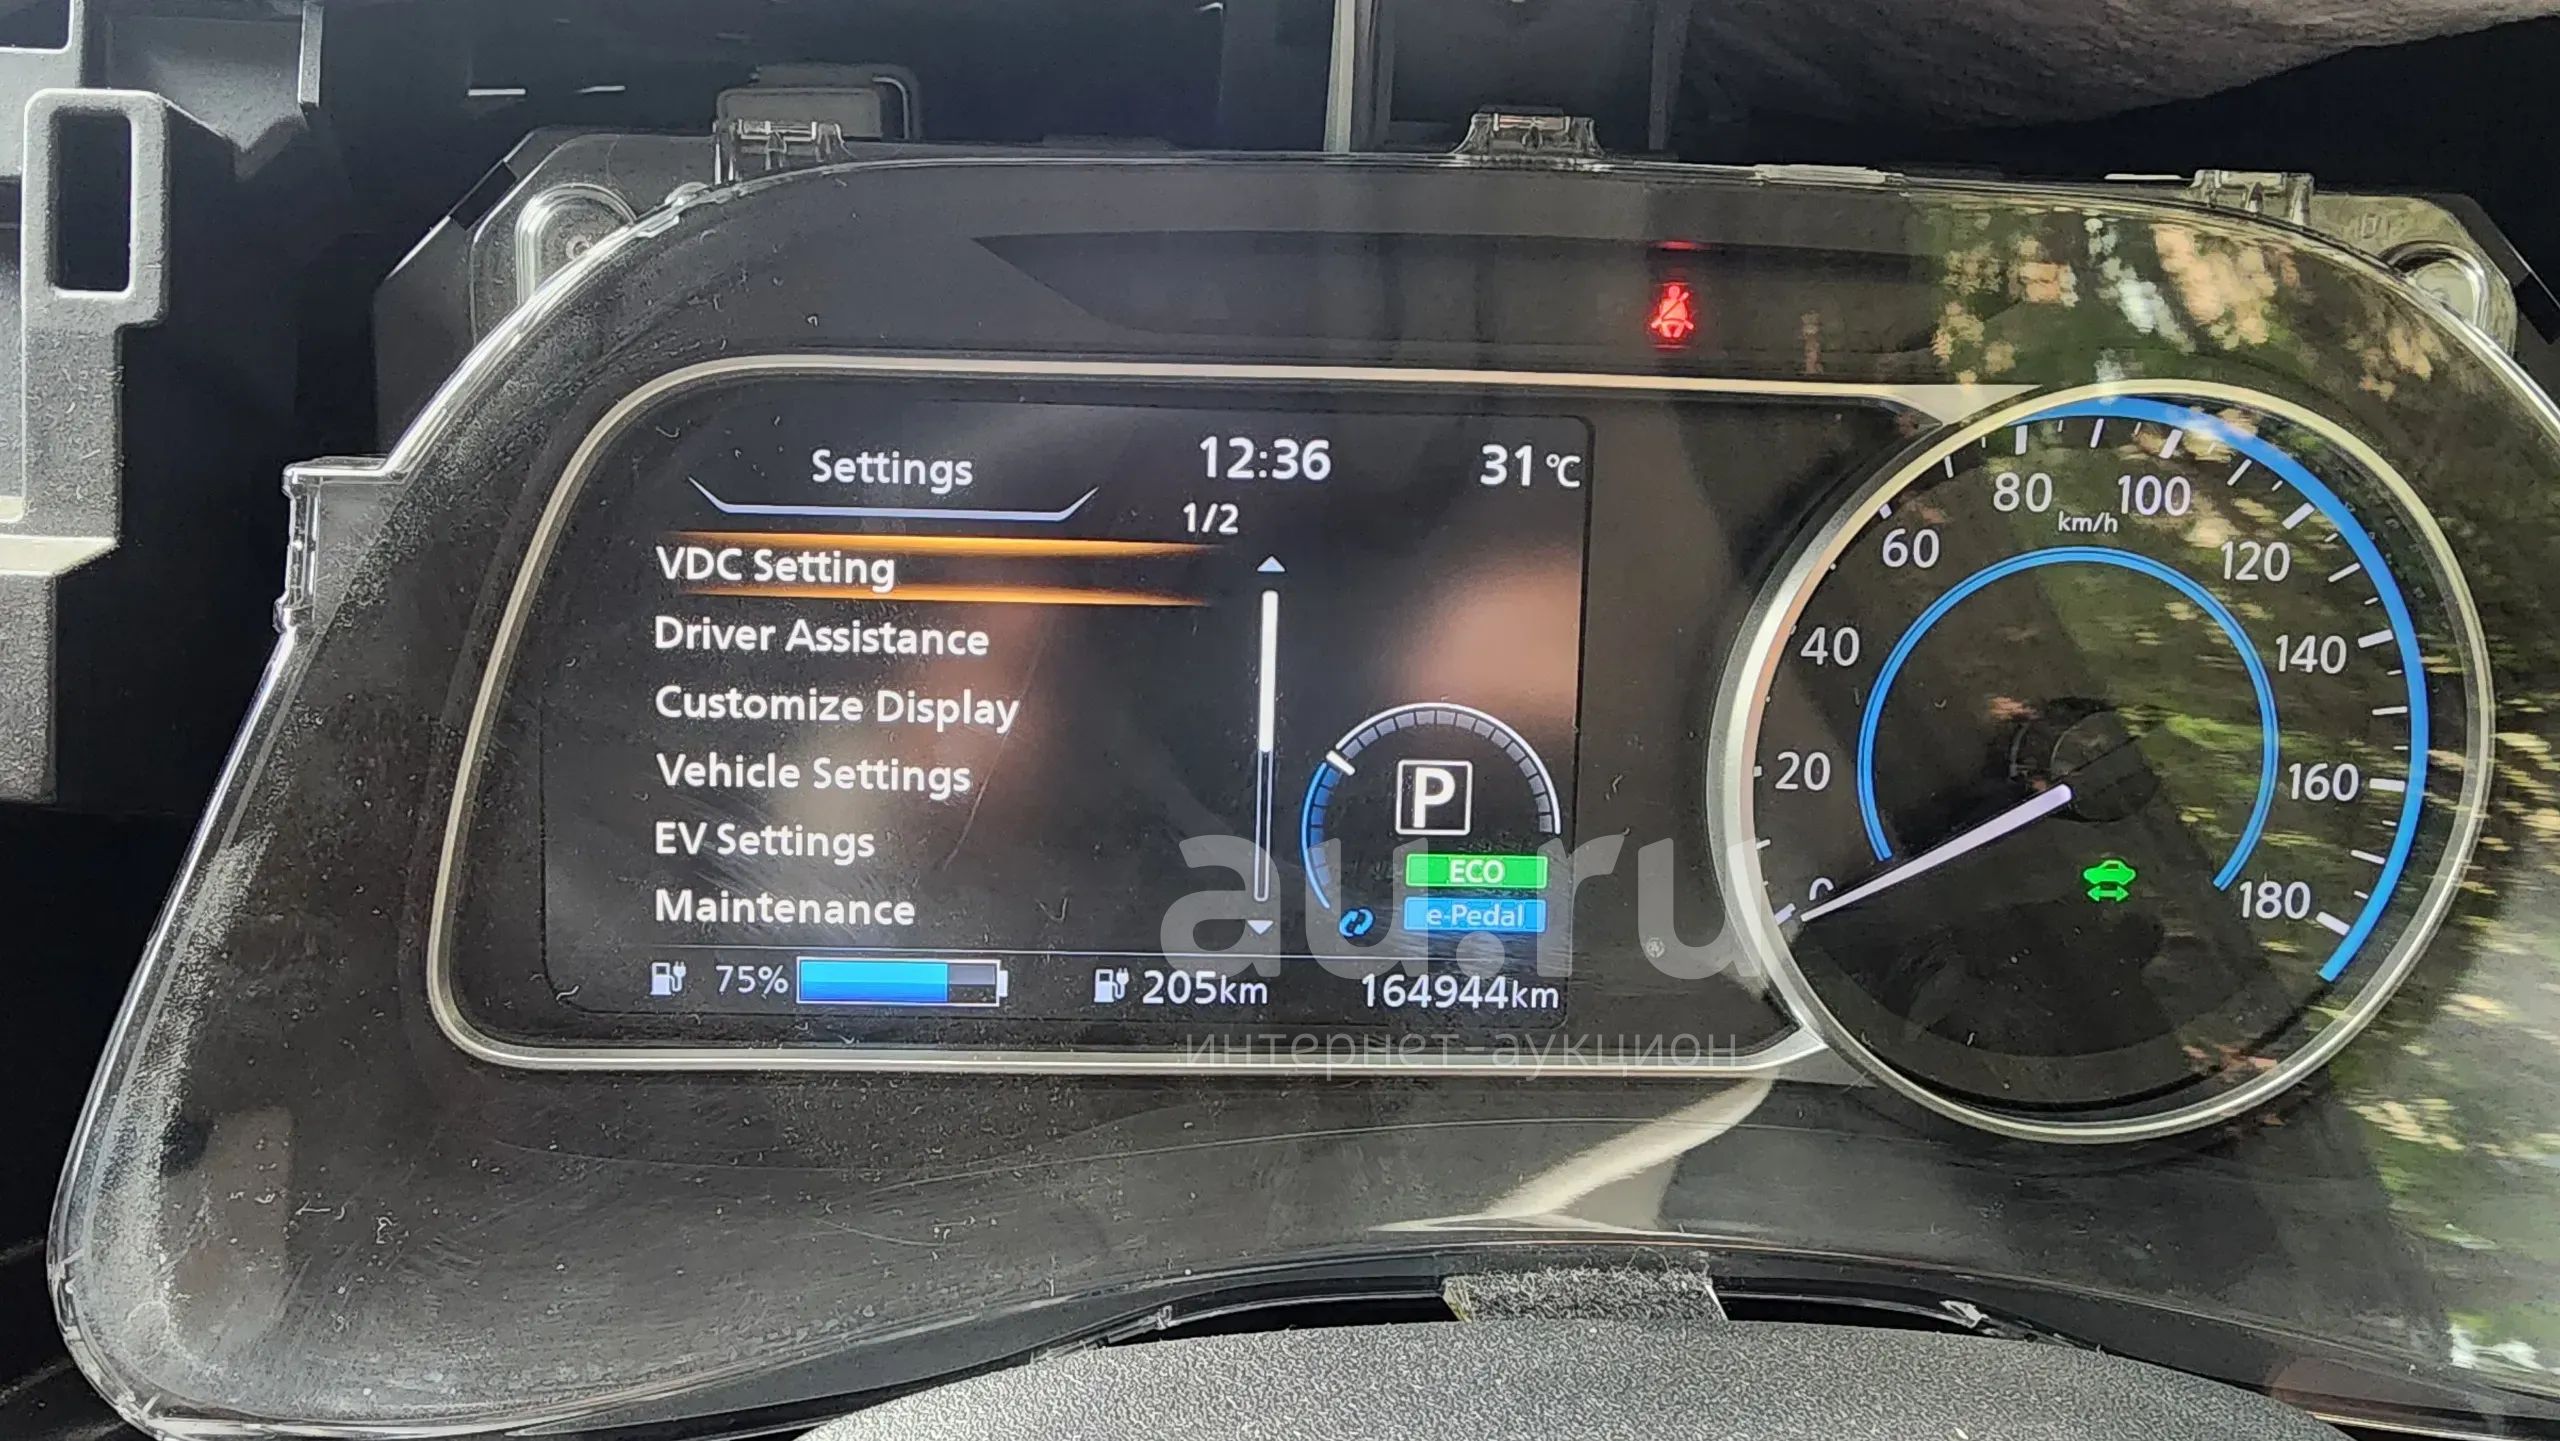 Settings
12:36
31°C
1/2
VDC Setting
Driver Assistance
Customize Display
Vehicle Settings
EV Settings
Maintenance
P
ECO
e-Pedal
75%
205km
164944km
0
20
40
60
80
100
120
140
160
180
km/h
au.ru
интернет-аукцион